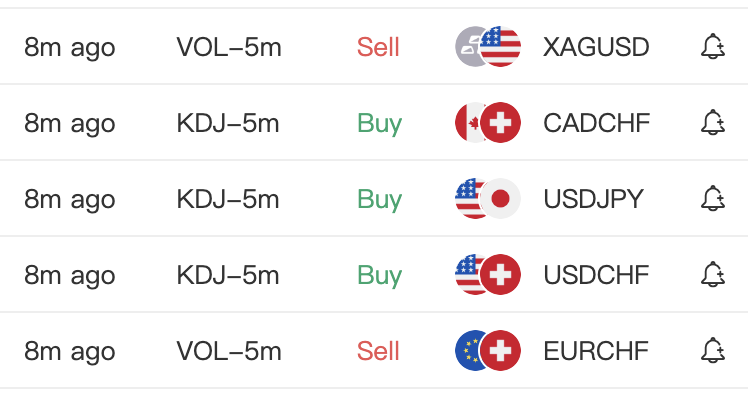 8m ago VOL-5m Sell XAGUSD
8m ago KDJ-5m Buy CADCHF
8m ago KDJ-5m Buy USDJPY
8m ago KDJ-5m Buy USDCHF
8m ago VOL-5m Sell EURCHF